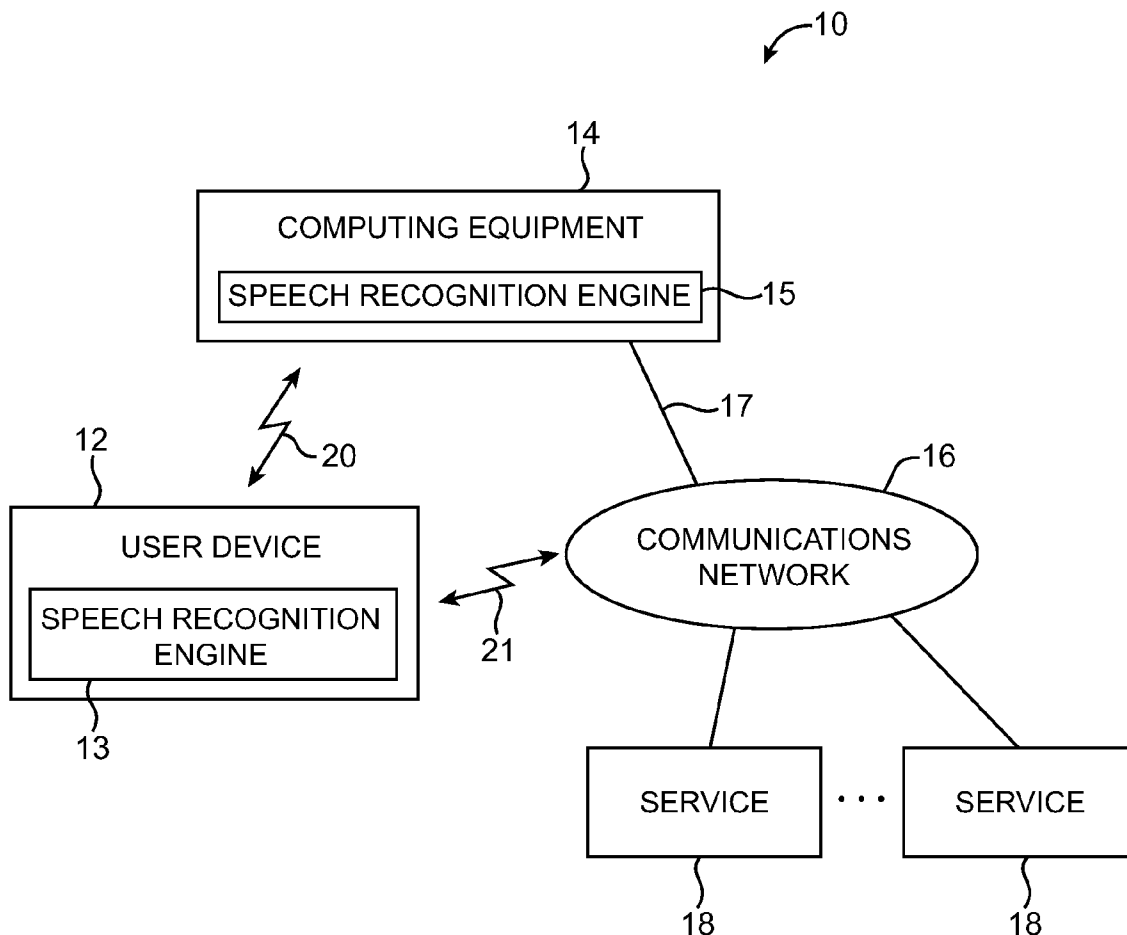 10
14
COMPUTING EQUIPMENT
SPEECH RECOGNITION ENGINE
15
17
12
20
16
USER DEVICE
COMMUNICATIONS
NETWORK
SPEECH RECOGNITION
ENGINE
21
13
SERVICE
...
SERVICE
18
18